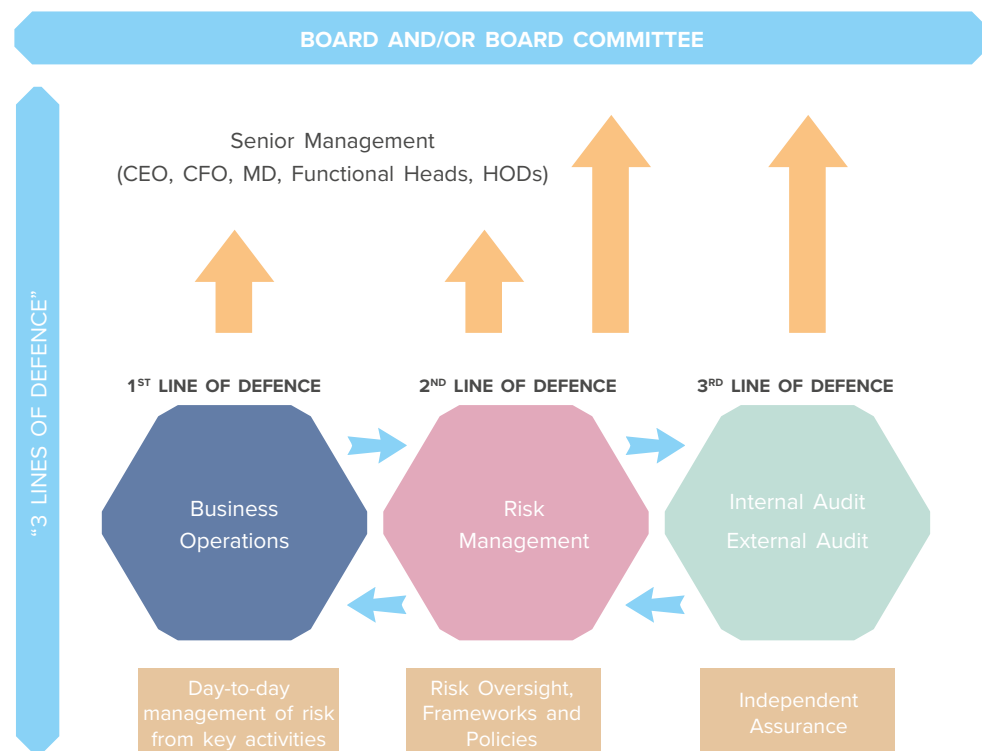 BOARD AND/OR BOARD COMMITTEE
“3 LINES OF DEFENCE”
Senior Management
(CEO, CFO, MD, Functional Heads, HODs)
1ST LINE OF DEFENCE
2ND LINE OF DEFENCE
3RD LINE OF DEFENCE
Business
Operations
Risk
Management
Internal Audit
External Audit
Day-to-day
management of risk
from key activities
Risk Oversight,
Frameworks and
Policies
Independent
Assurance